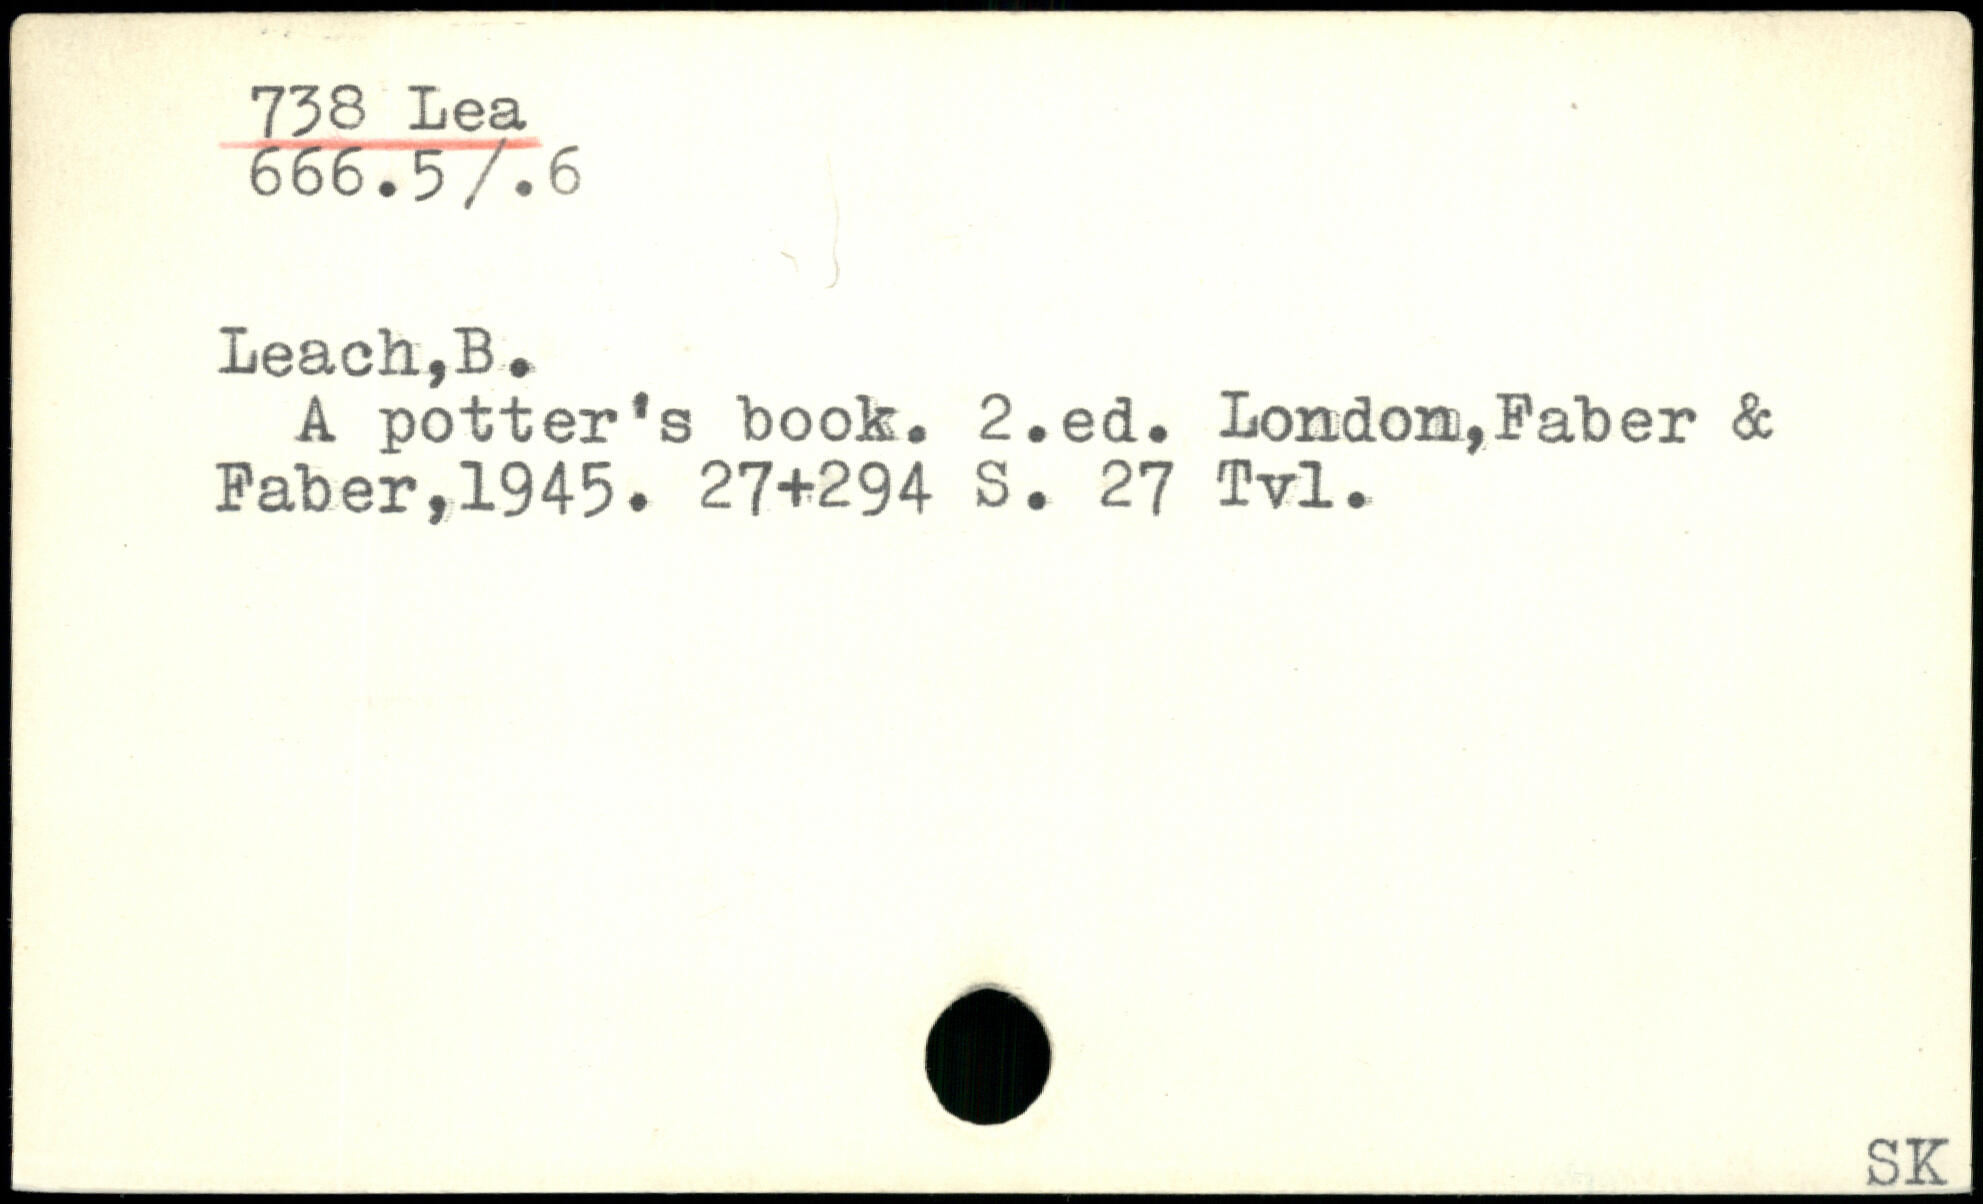 738 Lea
666.5/.6
Leach,B.
A potter's book. 2.ed. London,Faber &
Faber,1945. 27+294 S. 27 Tvl.
SK